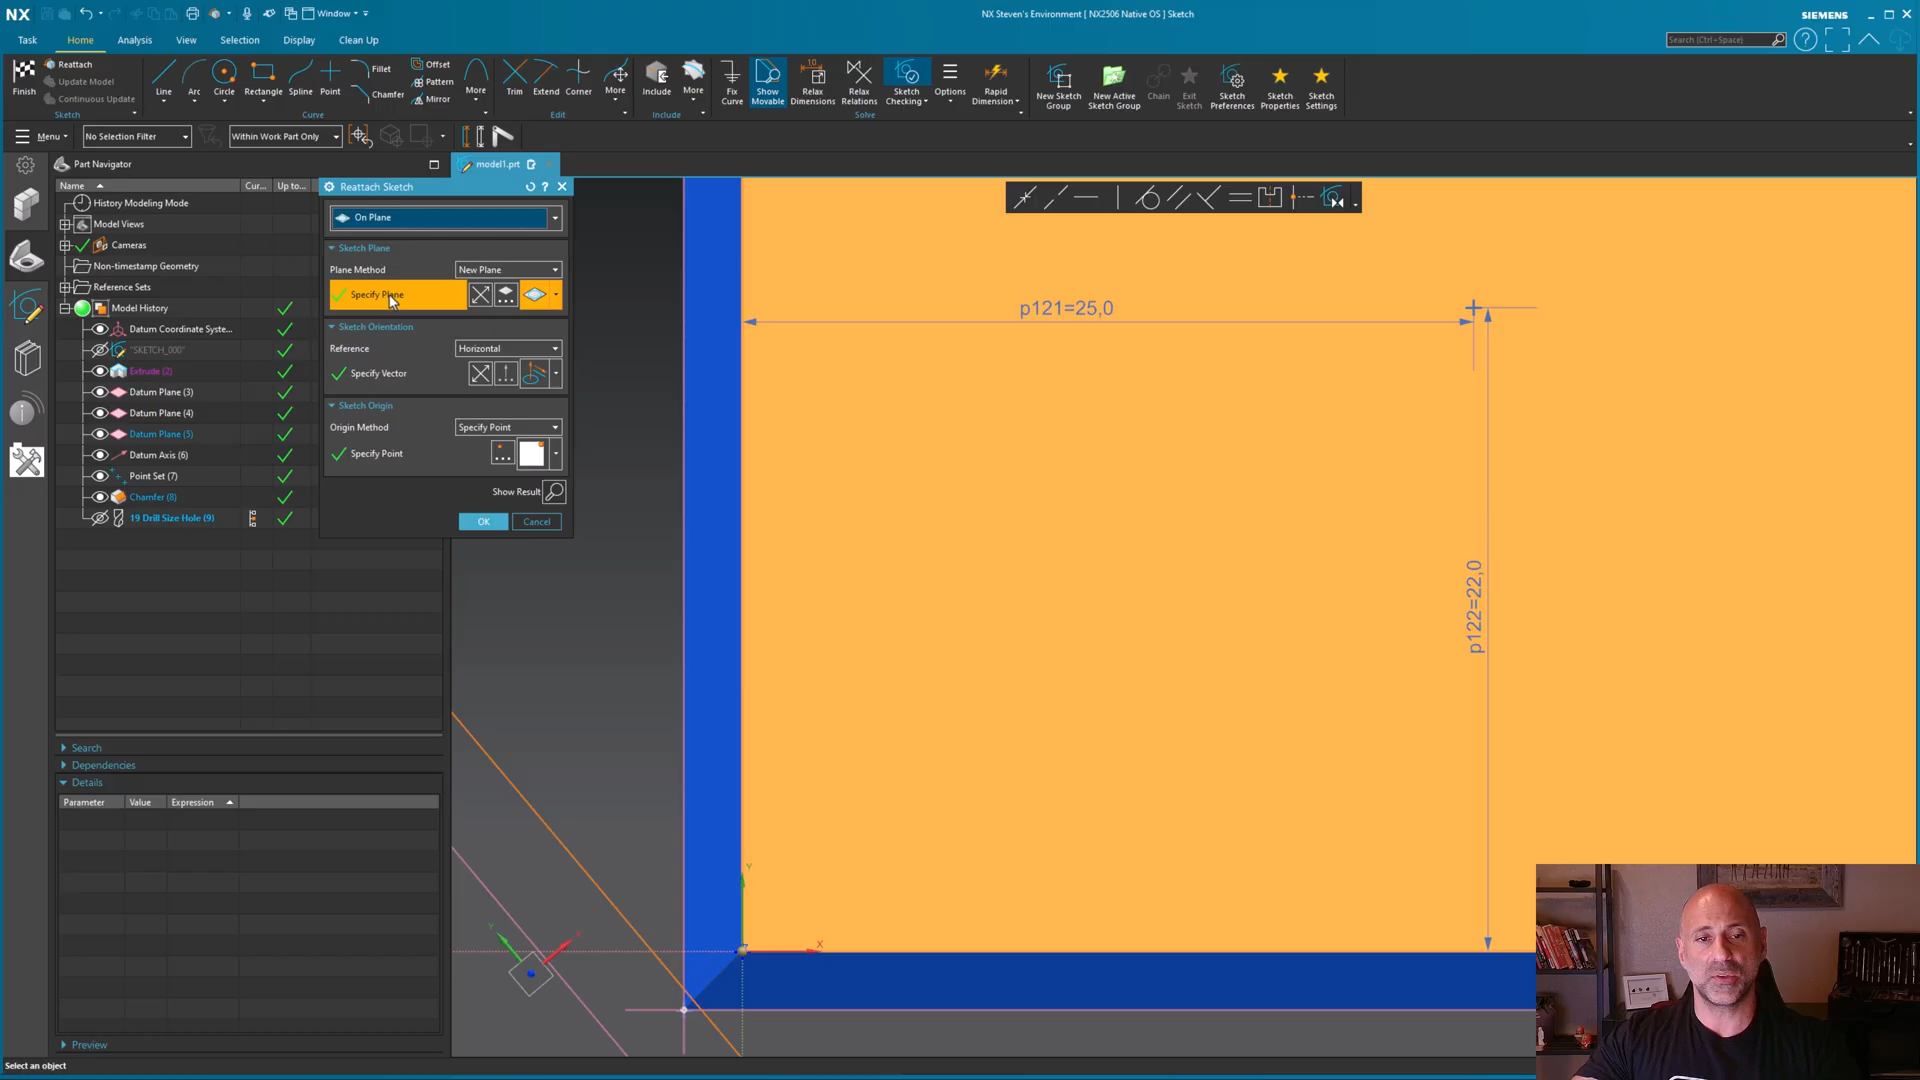 NX
Window
NX Steven's Environment [ NX2506 Native OS ] Sketch
SIEMENS
Task
Home
Analysis
View
Selection
Display
Clean Up
Search (Ctrl+Space)
Finish
Reattach
Update Model
Continuous Update
Sketch
Line
Arc
Circle
Rectangle
Spline
Point
Fillet
Chamfer
Offset
Pattern
Mirror
More
Curve
Trim
Extend
Corner
More
Edit
Include
More
Include
Fix Curve
Show Movable
Relax Dimensions
Relax Relations
Sketch Checking
Options
Rapid Dimension
Solve
New Sketch Group
New Active Sketch Group
Chain
Exit Sketch
Sketch Preferences
Sketch Properties
Sketch Settings
Menu
No Selection Filter
Within Work Part Only
Part Navigator
model1.prt
Name
Cur...
Up to...
History Modeling Mode
Model Views
Cameras
Non-timestamp Geometry
Reference Sets
Model History
Datum Coordinate Syste...
"SKETCH_000"
Extrude (2)
Datum Plane (3)
Datum Plane (4)
Datum Plane (5)
Datum Axis (6)
Point Set (7)
Chamfer (8)
19 Drill Size Hole (9)
Reattach Sketch
On Plane
Sketch Plane
Plane Method
New Plane
Specify Plane
Sketch Orientation
Reference
Horizontal
Specify Vector
Sketch Origin
Origin Method
Specify Point
Specify Point
Show Result
OK
Cancel
p121=25,0
p122=22,0
Y
X
Y
X
Search
Dependencies
Details
Parameter
Value
Expression
Preview
Select an object